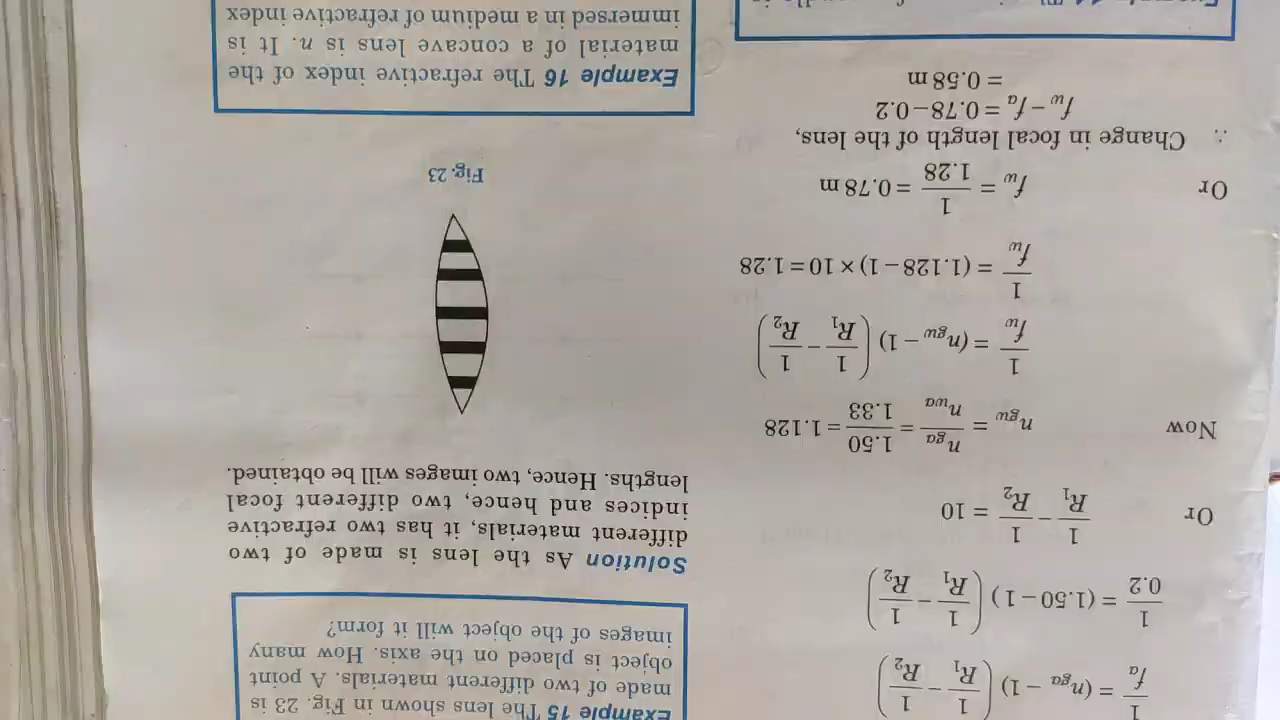 1/f_a = (n_ga − 1) (1/R_1 − 1/R_2)
1/0.2 = (1.50 − 1) (1/R_1 − 1/R_2)
Or 1/R_1 − 1/R_2 = 10
Now n_gw = n_ga/n_wa = 1.50/1.33 = 1.128
1/f_w = (n_gw − 1) (1/R_1 − 1/R_2)
1/f_w = (1.128 − 1) × 10 = 1.28
Or f_w = 1/1.28 = 0.78 m
∴ Change in focal length of the lens,
f_w − f_a = 0.78−0.2
= 0.58 m
Example 15 The lens shown in Fig. 23 is
made of two different materials. A point
object is placed on the axis. How many
images of the object will it form?
Solution As the lens is made of two
different materials, it has two refractive
indices and hence, two different focal
lengths. Hence, two images will be obtained.
Fig. 23
Example 16 The refractive index of the
material of a concave lens is n. It is
immersed in a medium of refractive index